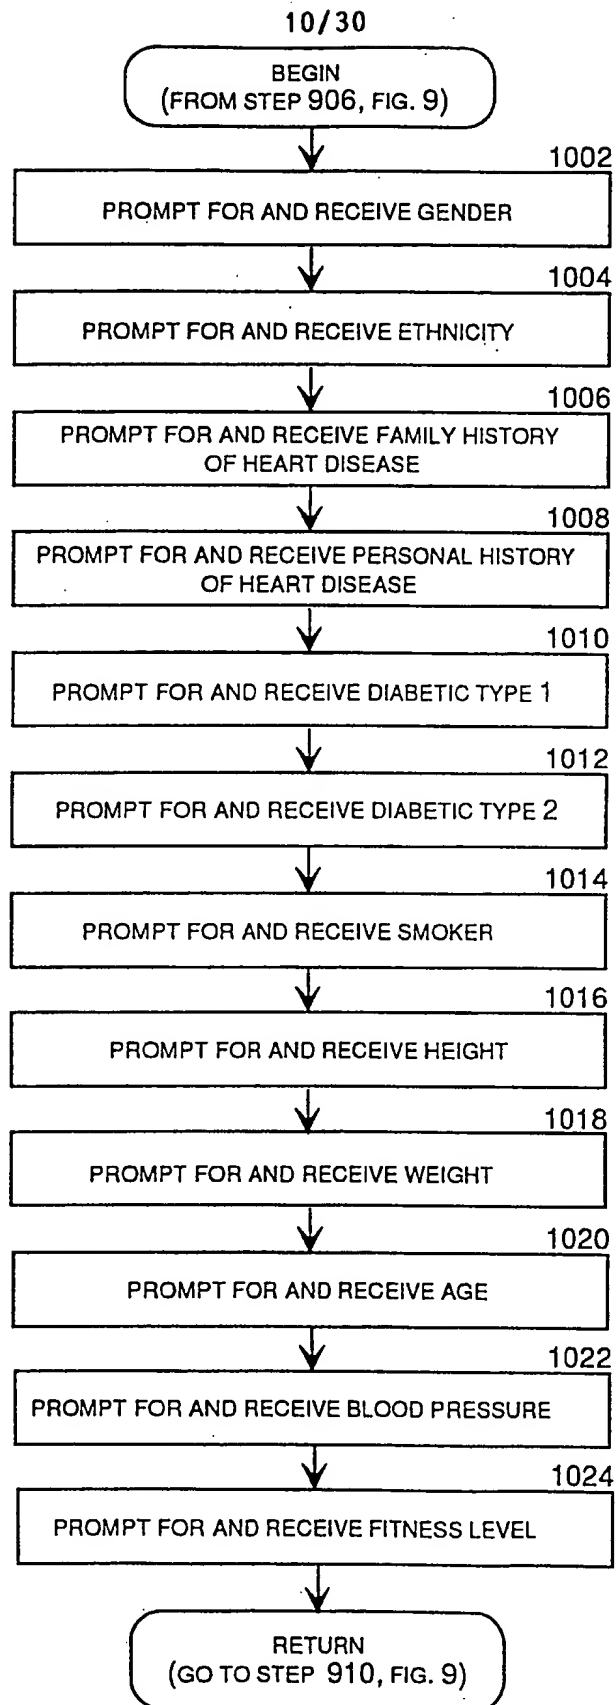 10/30
BEGIN
(FROM STEP 906, FIG. 9)
1002
PROMPT FOR AND RECEIVE GENDER
1004
PROMPT FOR AND RECEIVE ETHNICITY
1006
PROMPT FOR AND RECEIVE FAMILY HISTORY
OF HEART DISEASE
1008
PROMPT FOR AND RECEIVE PERSONAL HISTORY
OF HEART DISEASE
1010
PROMPT FOR AND RECEIVE DIABETIC TYPE 1
1012
PROMPT FOR AND RECEIVE DIABETIC TYPE 2
1014
PROMPT FOR AND RECEIVE SMOKER
1016
PROMPT FOR AND RECEIVE HEIGHT
1018
PROMPT FOR AND RECEIVE WEIGHT
1020
PROMPT FOR AND RECEIVE AGE
1022
PROMPT FOR AND RECEIVE BLOOD PRESSURE
1024
PROMPT FOR AND RECEIVE FITNESS LEVEL
RETURN
(GO TO STEP 910, FIG. 9)